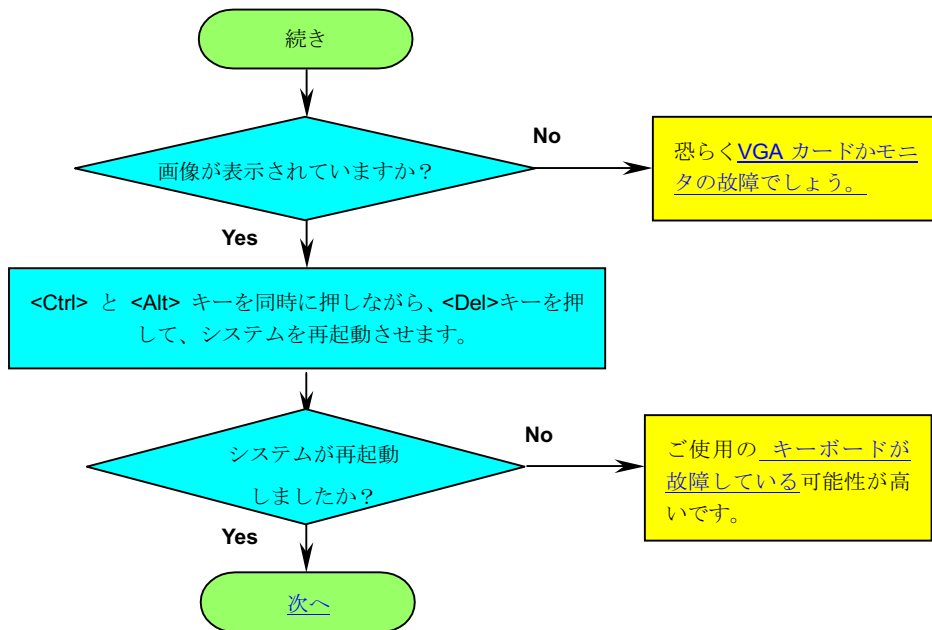 続き
No
画像が表示されていますか？
恐らくVGA カードかモニ
タの故障でしょう。
Yes
<Ctrl> と <Alt> キーを同時に押しながら、<Del>キーを押
して、システムを再起動させます。
No
システムが再起動
しましたか？
ご使用の キーボードが
故障している可能性が高
いです。
Yes
次へ